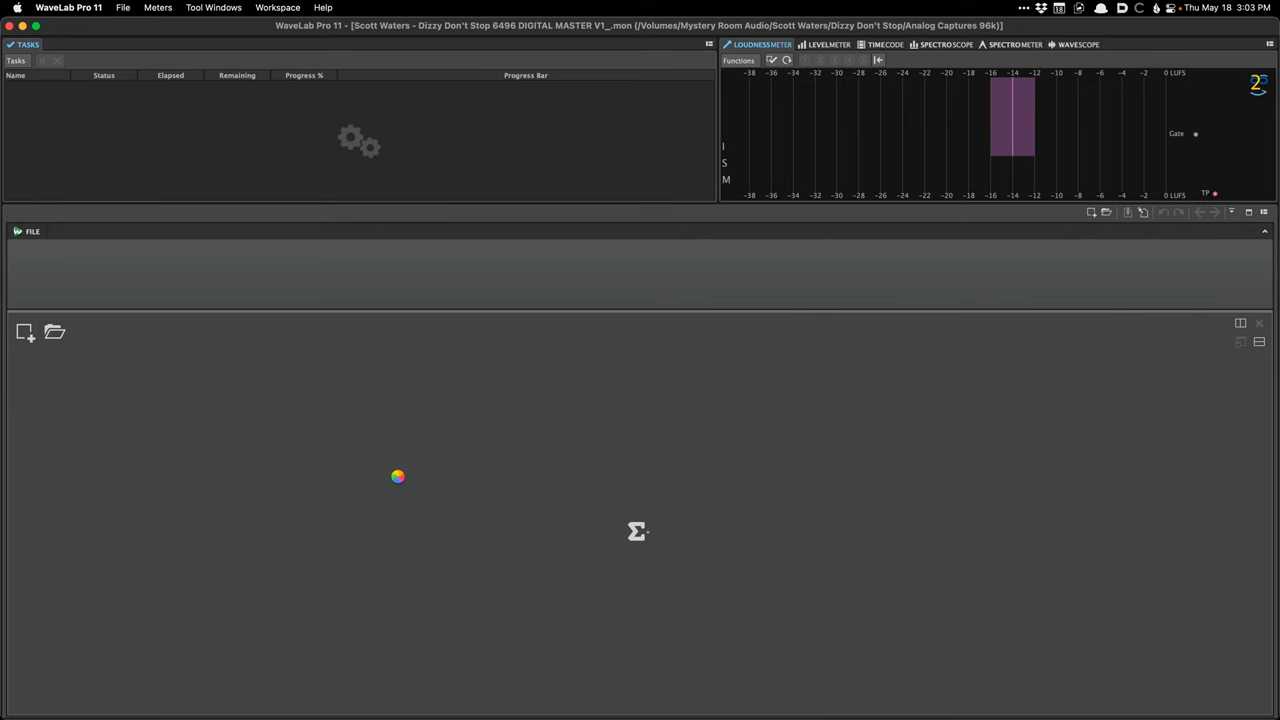 WaveLab Pro 11 File Meters Tool Windows Workspace Help 18 Thu May 18 3:03 PM
WaveLab Pro 11 - [Scott Waters - Dizzy Don't Stop 6496 DIGITAL MASTER V1_.mon (/Volumes/Mystery Room Audio/Scott Waters/Dizzy Don't Stop/Analog Captures 96k)]
TASKS
LOUDNESSMETER LEVELMETER TIMECODE SPECTROSCOPE SPECTROMETER WAVESCOPE
Tasks
Functions
Name Status Elapsed Remaining Progress % Progress Bar
-38 -36 -34 -32 -30 -28 -26 -24 -22 -20 -18 -16 -14 -12 -10 -8 -6 -4 -2 0 LUFS
Gate
I
S
M
TP
-38 -36 -34 -32 -30 -28 -26 -24 -22 -20 -18 -16 -14 -12 -10 -8 -6 -4 -2 0 LUFS
FILE
Σ